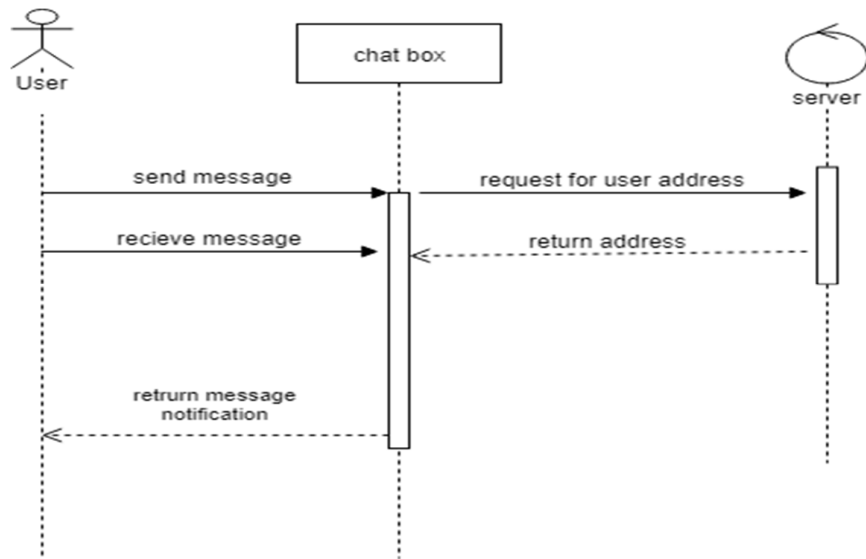 chat box
User
server
send message
request for user address
recieve message
return address
retrurn message
notification